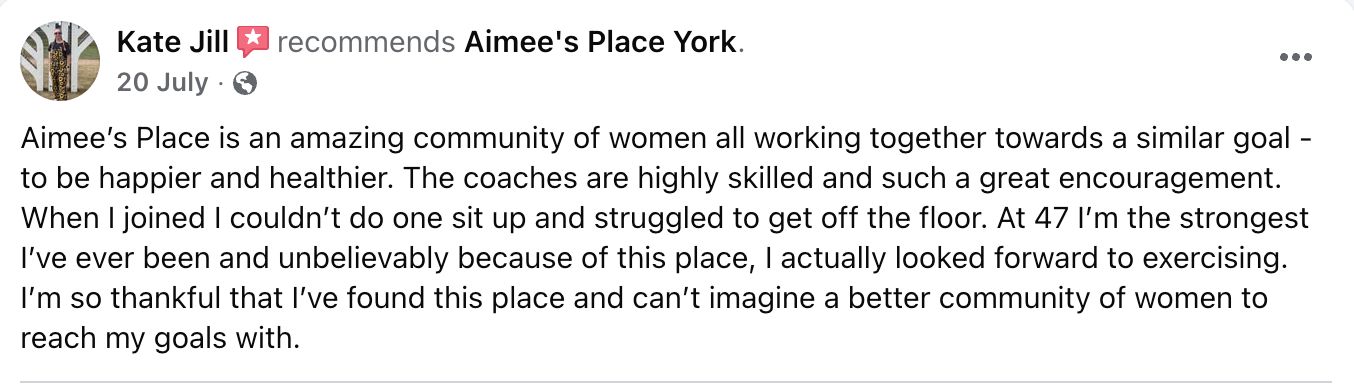 Kate Jill recommends Aimee's Place York.
20 July ·
Aimee’s Place is an amazing community of women all working together towards a similar goal -
to be happier and healthier. The coaches are highly skilled and such a great encouragement.
When I joined I couldn’t do one sit up and struggled to get off the floor. At 47 I’m the strongest
I’ve ever been and unbelievably because of this place, I actually looked forward to exercising.
I’m so thankful that I’ve found this place and can’t imagine a better community of women to
reach my goals with.